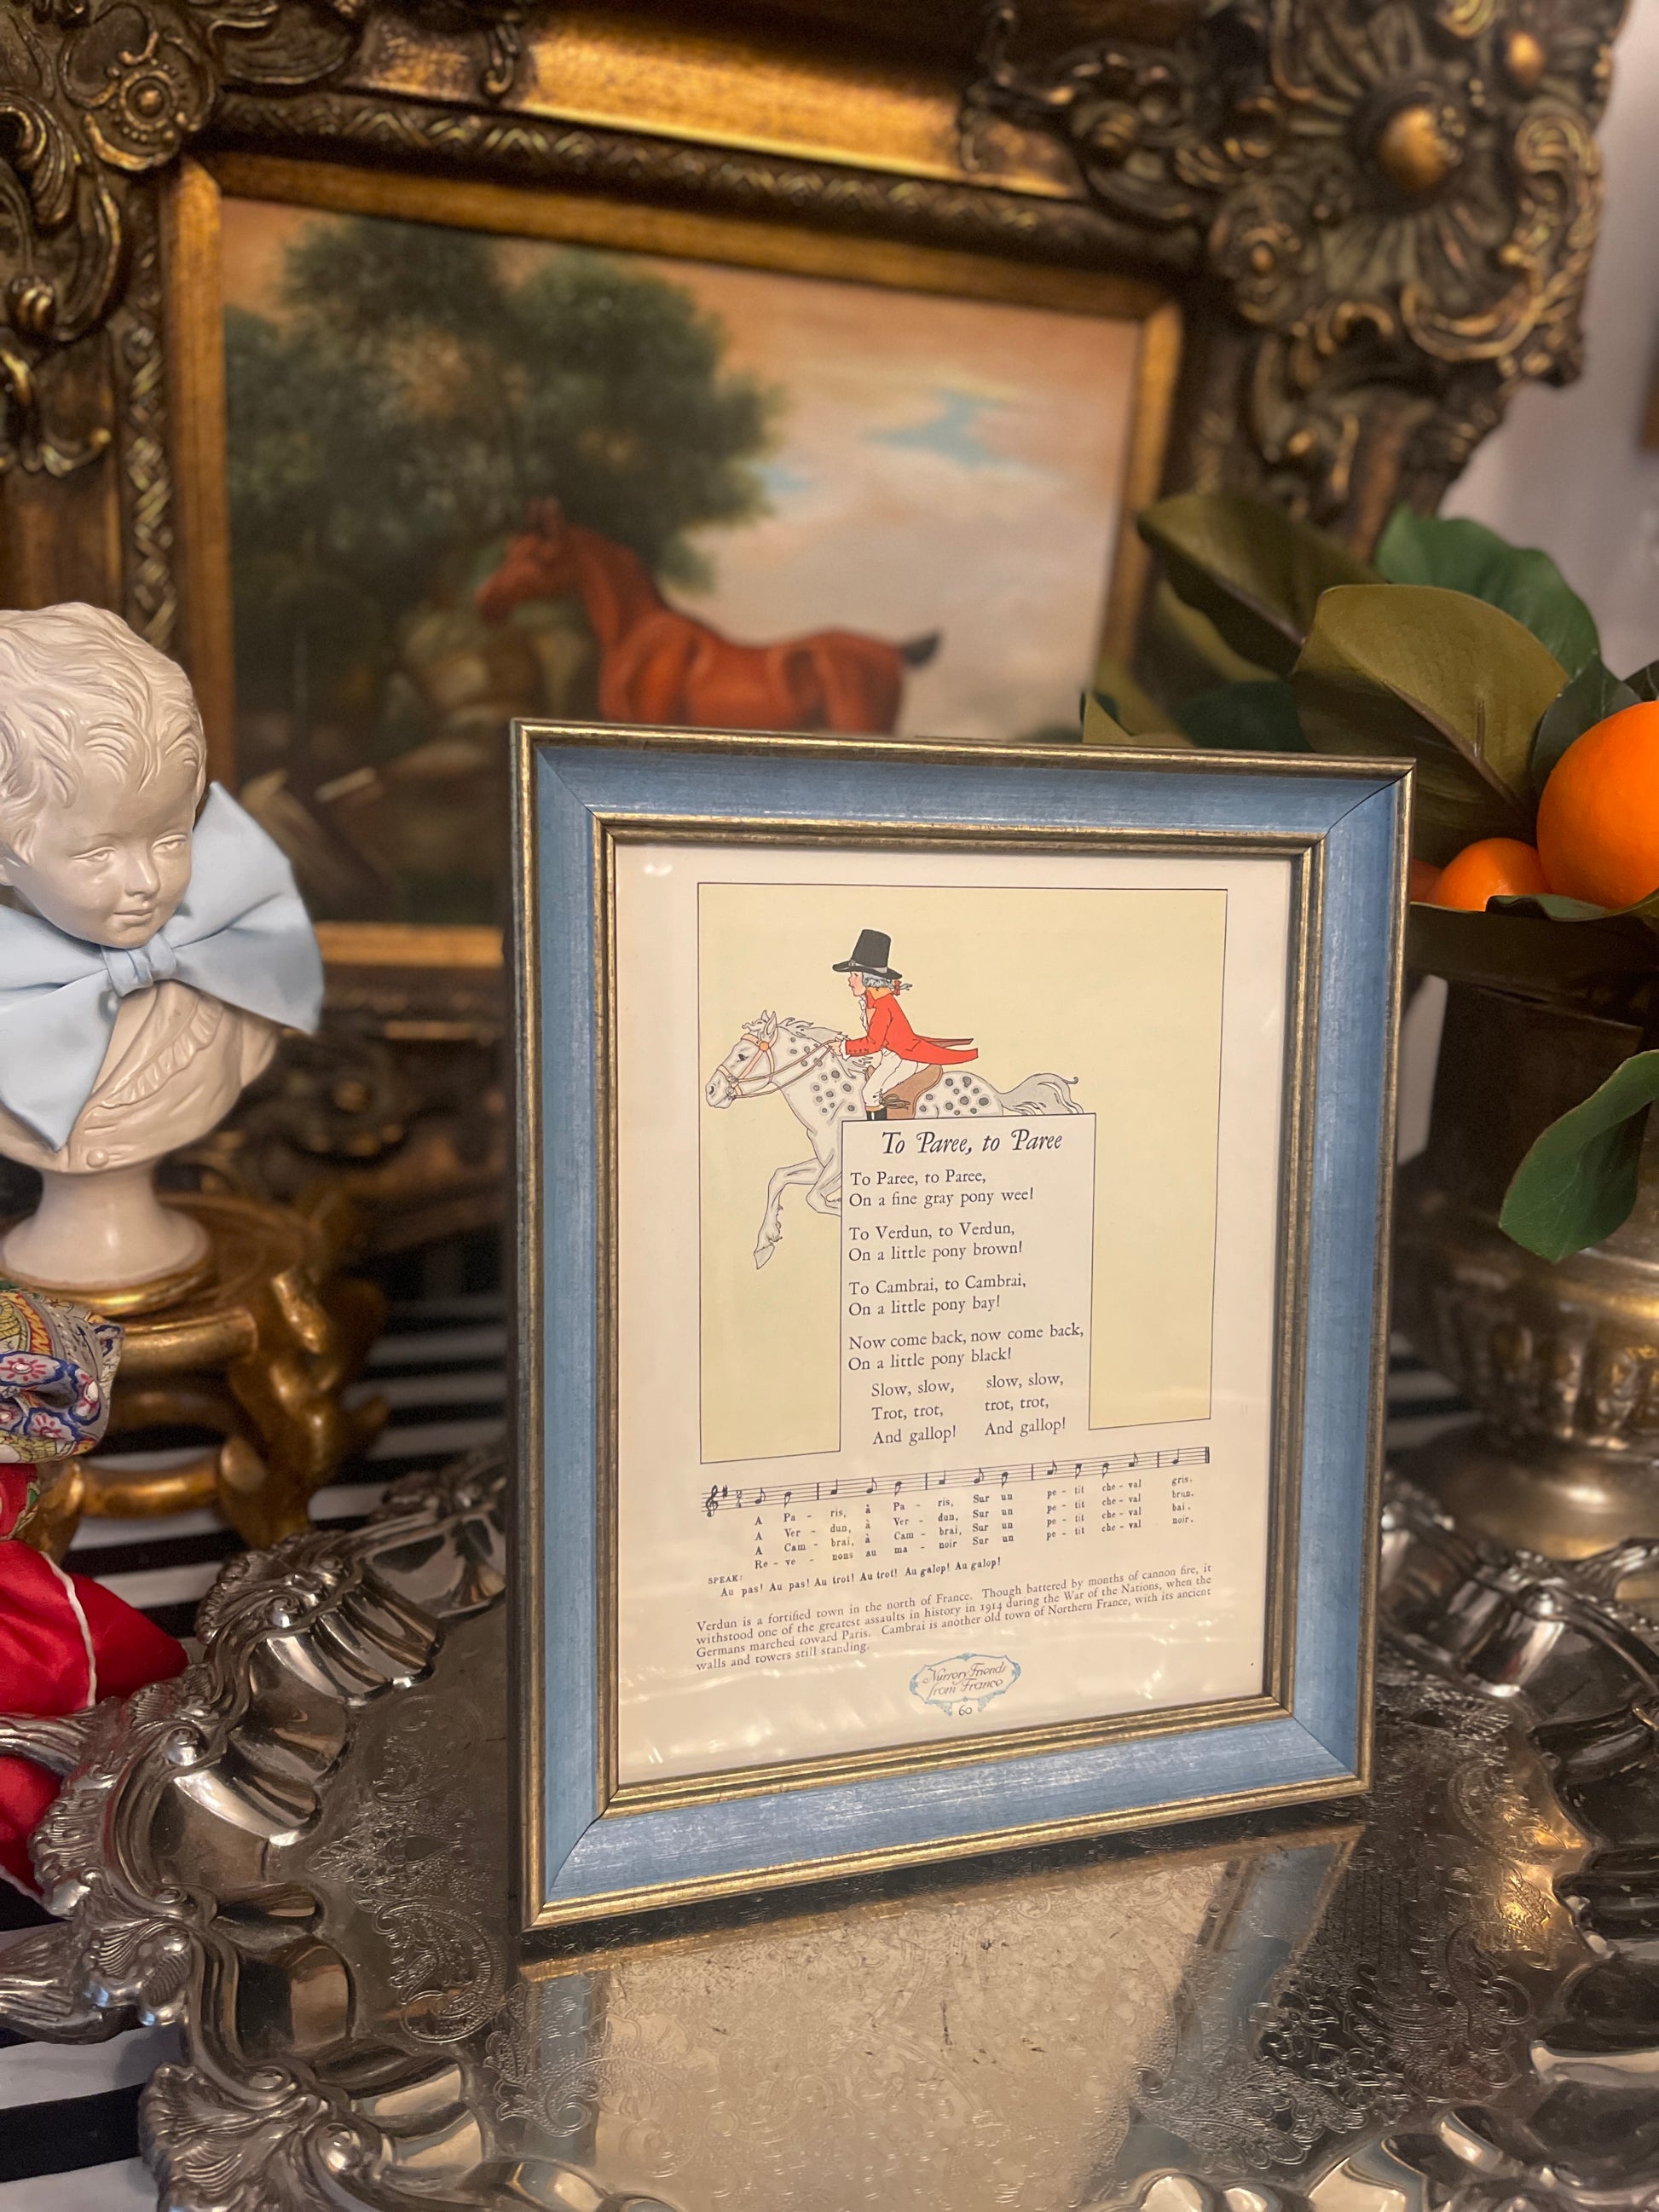 To Paree, to Paree
To Paree, to Paree,
On a fine gray pony wee!
To Verdun, to Verdun,
On a little pony brown!
To Cambrai, to Cambrai,
On a little pony bay!
Now come back, now come back,
On a little pony black!
Slow, slow, slow, slow,
Trot, trot, trot, trot,
And gallop! And gallop!
A Pa - ris, à Pa - ris, Sur un pe - tit che - val gris.
A Ver - dun, à Ver - dun, Sur un pe - tit che - val brun.
A Cam - brai, à Cam - brai, Sur un pe - tit che - val bai.
Re - ve - nons au ma - noir Sur un pe - tit che - val noir.
SPEAK:
Au pas! Au pas! Au trot! Au trot! Au galop! Au galop!
Verdun is a fortified town in the north of France. Though battered by months of cannon fire, it
withstood one of the greatest assaults in history in 1914 during the War of the Nations, when the
Germans marched toward Paris. Cambrai is another old town of Northern France, with its ancient
walls and towers still standing.
Nursery Friends
from France
60